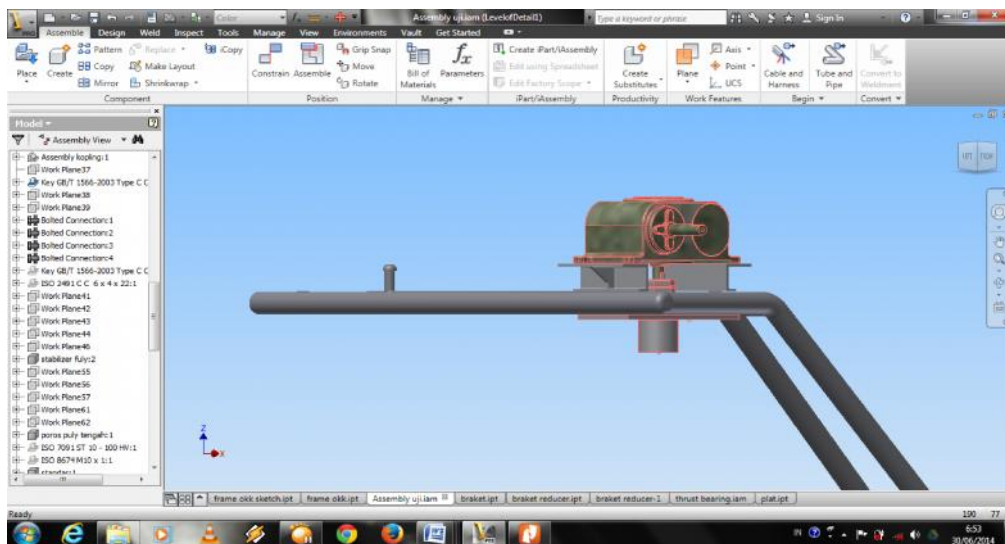 PRO
Color
Assembly uji.iam (LevelofDetail1)
Type a keyword or phrase
Sign In
Assemble Design Weld Inspect Tools Manage View Environments Vault Get Started
Place
Create
Pattern
Copy
Mirror
Replace
Make Layout
Shrinkwrap
iCopy
Component
Constrain Assemble
Grip Snap
Move
Rotate
Position
Bill of Materials
Parameters
Manage
Create iPart/iAssembly
Edit using Spreadsheet
Edit Factory Scope
iPart/iAssembly
Create Substitutes
Productivity
Plane
Axis
Point
UCS
Work Features
Cable and Harness
Tube and Pipe
Begin
Convert to Weldment
Convert
Model
Assembly View
Assembly kopling:1
Work Plane37
Key GB/T 1566-2003 Type C C
Work Plane38
Work Plane39
Bolted Connection:1
Bolted Connection:2
Bolted Connection:3
Bolted Connection:4
Key GB/T 1566-2003 Type C C
ISO 2491 C C 6 x 4 x 22:1
Work Plane41
Work Plane42
Work Plane43
Work Plane44
Work Plane46
stabilizer fuly:2
Work Plane55
Work Plane56
Work Plane57
Work Plane61
Work Plane62
poros puly tengah:1
ISO 7091 ST 10 - 100 HV:1
ISO 8674 M10 x 1:1
standar:1
Z
X
frame okk sketch.ipt frame okk.ipt Assembly uji.iam braket.ipt braket reducer.ipt braket reducer-1 thrust bearing.iam plat.ipt
Ready
190 77
IN
6:53
30/06/2014